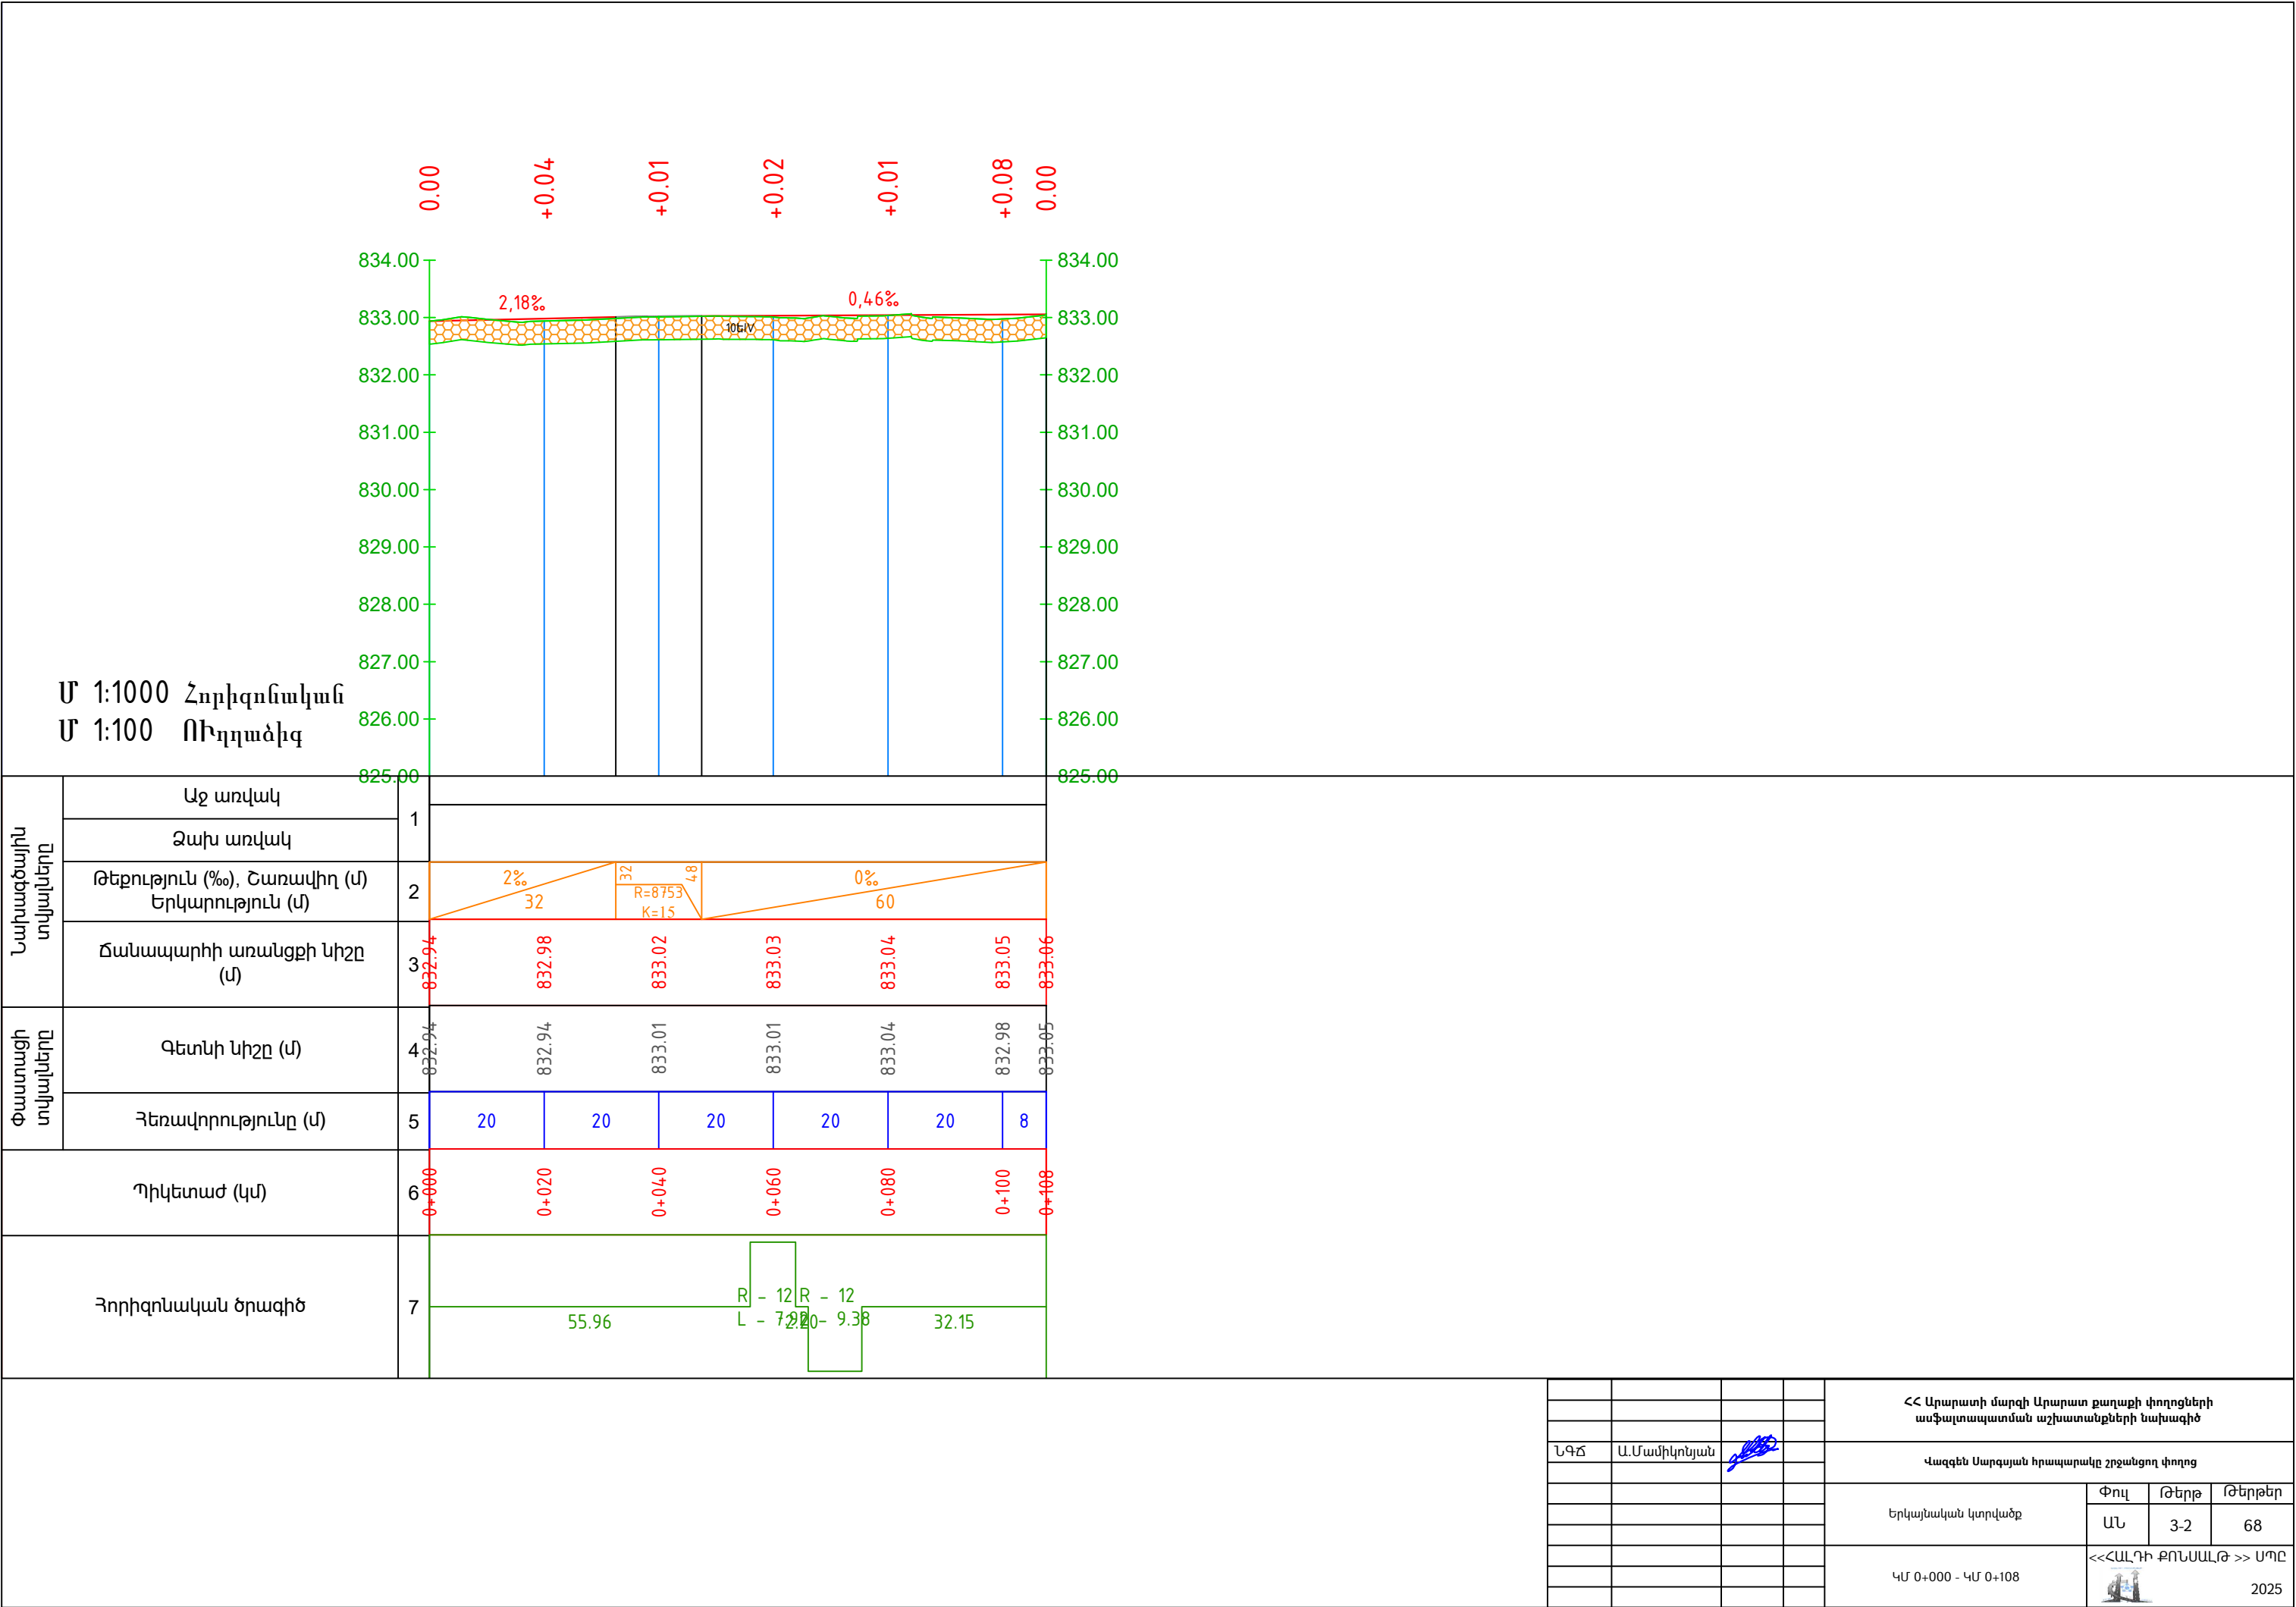 0.00 +0.04 +0.01 +0.02 +0.01 +0.08 0.00
834.00 834.00
2,18‰ 0,46‰
833.00 833.00
10ԵIV
832.00 832.00
831.00 831.00
830.00 830.00
829.00 829.00
828.00 828.00
827.00 827.00
Մ 1:1000 Հորիզոնական
826.00 826.00
Մ 1:100 ՈՒղղաձիգ
825.00 825.00
Նախագծային
տվյալները
Աջ առվակ
Ձախ առվակ
1
Թեքություն (‰), Շառավիղ (մ)
Երկարություն (մ)
2
2‰
32
32
48
R=8753
K=15
0‰
60
Ճանապարհի առանցքի նիշը
(մ)
3
832.94 832.98 833.02 833.03 833.04 833.05 833.06
Փաստացի
տվյալները
Գետնի նիշը (մ)
4
832.94 832.94 833.01 833.01 833.04 832.98 833.05
Հեռավորությունը (մ)
5
20 20 20 20 20 8
Պիկետաժ (կմ)
6
0+000 0+020 0+040 0+060 0+080 0+100 0+108
Հորիզոնական ծրագիծ
7
55.96
R - 12
R - 12
2.20
9.38
32.15
ՀՀ Արարատի մարզի Արարատ քաղաքի փողոցների
ասֆալտապատման աշխատանքների նախագիծ
ՆԳՃ Ա.Մամիկոնյան
Վազգեն Սարգսյան հրապարակը շրջանցող փողոց
Երկայնական կտրվածք
Փուլ Թերթ Թերթեր
ԱՆ 3-2 68
ԿՄ 0+000 - ԿՄ 0+108
<<ՀԱԼԴԻ ՔՈՆՍԱԼԹ >> ՍՊԸ
2025